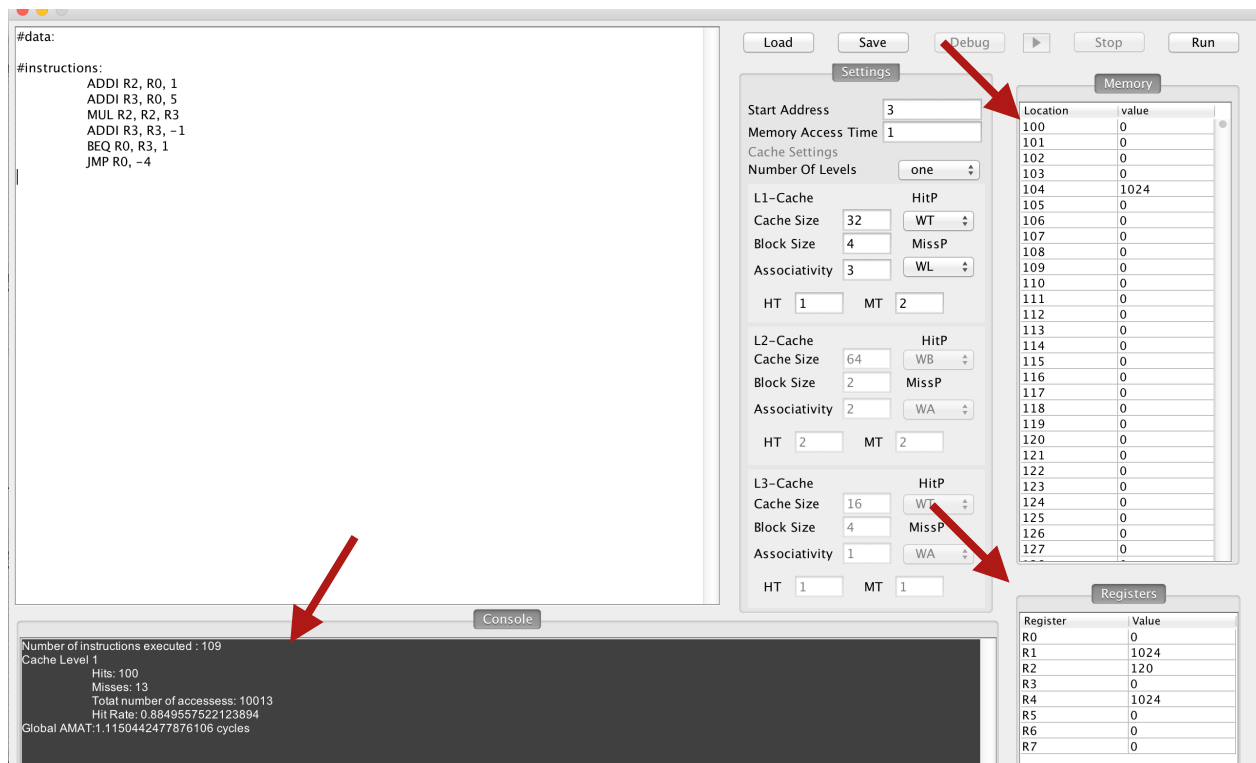 #data:
#instructions:
ADDI R2, R0, 1
ADDI R3, R0, 5
MUL R2, R2, R3
ADDI R3, R3, -1
BEQ R0, R3, 1
JMP R0, -4
Load Save Debug Stop Run
Settings
Start Address 3
Memory Access Time 1
Cache Settings
Number Of Levels one
L1-Cache HitP
Cache Size 32 WT
Block Size 4 MissP
Associativity 3 WL
HT 1 MT 2
L2-Cache HitP
Cache Size 64 WB
Block Size 2 MissP
Associativity 2 WA
HT 2 MT 2
L3-Cache HitP
Cache Size 16 WT
Block Size 4 MissP
Associativity 1 WA
HT 1 MT 1
Memory
Location value
100 0
101 0
102 0
103 0
104 1024
105 0
106 0
107 0
108 0
109 0
110 0
111 0
112 0
113 0
114 0
115 0
116 0
117 0
118 0
119 0
120 0
121 0
122 0
123 0
124 0
125 0
126 0
127 0
Registers
Register Value
R0 0
R1 1024
R2 120
R3 0
R4 1024
R5 0
R6 0
R7 0
Console
Number of instructions executed : 109
Cache Level 1
Hits: 100
Misses: 13
Totat number of accessess: 10013
Hit Rate: 0.8849557522123894
Global AMAT:1.1150442477876106 cycles